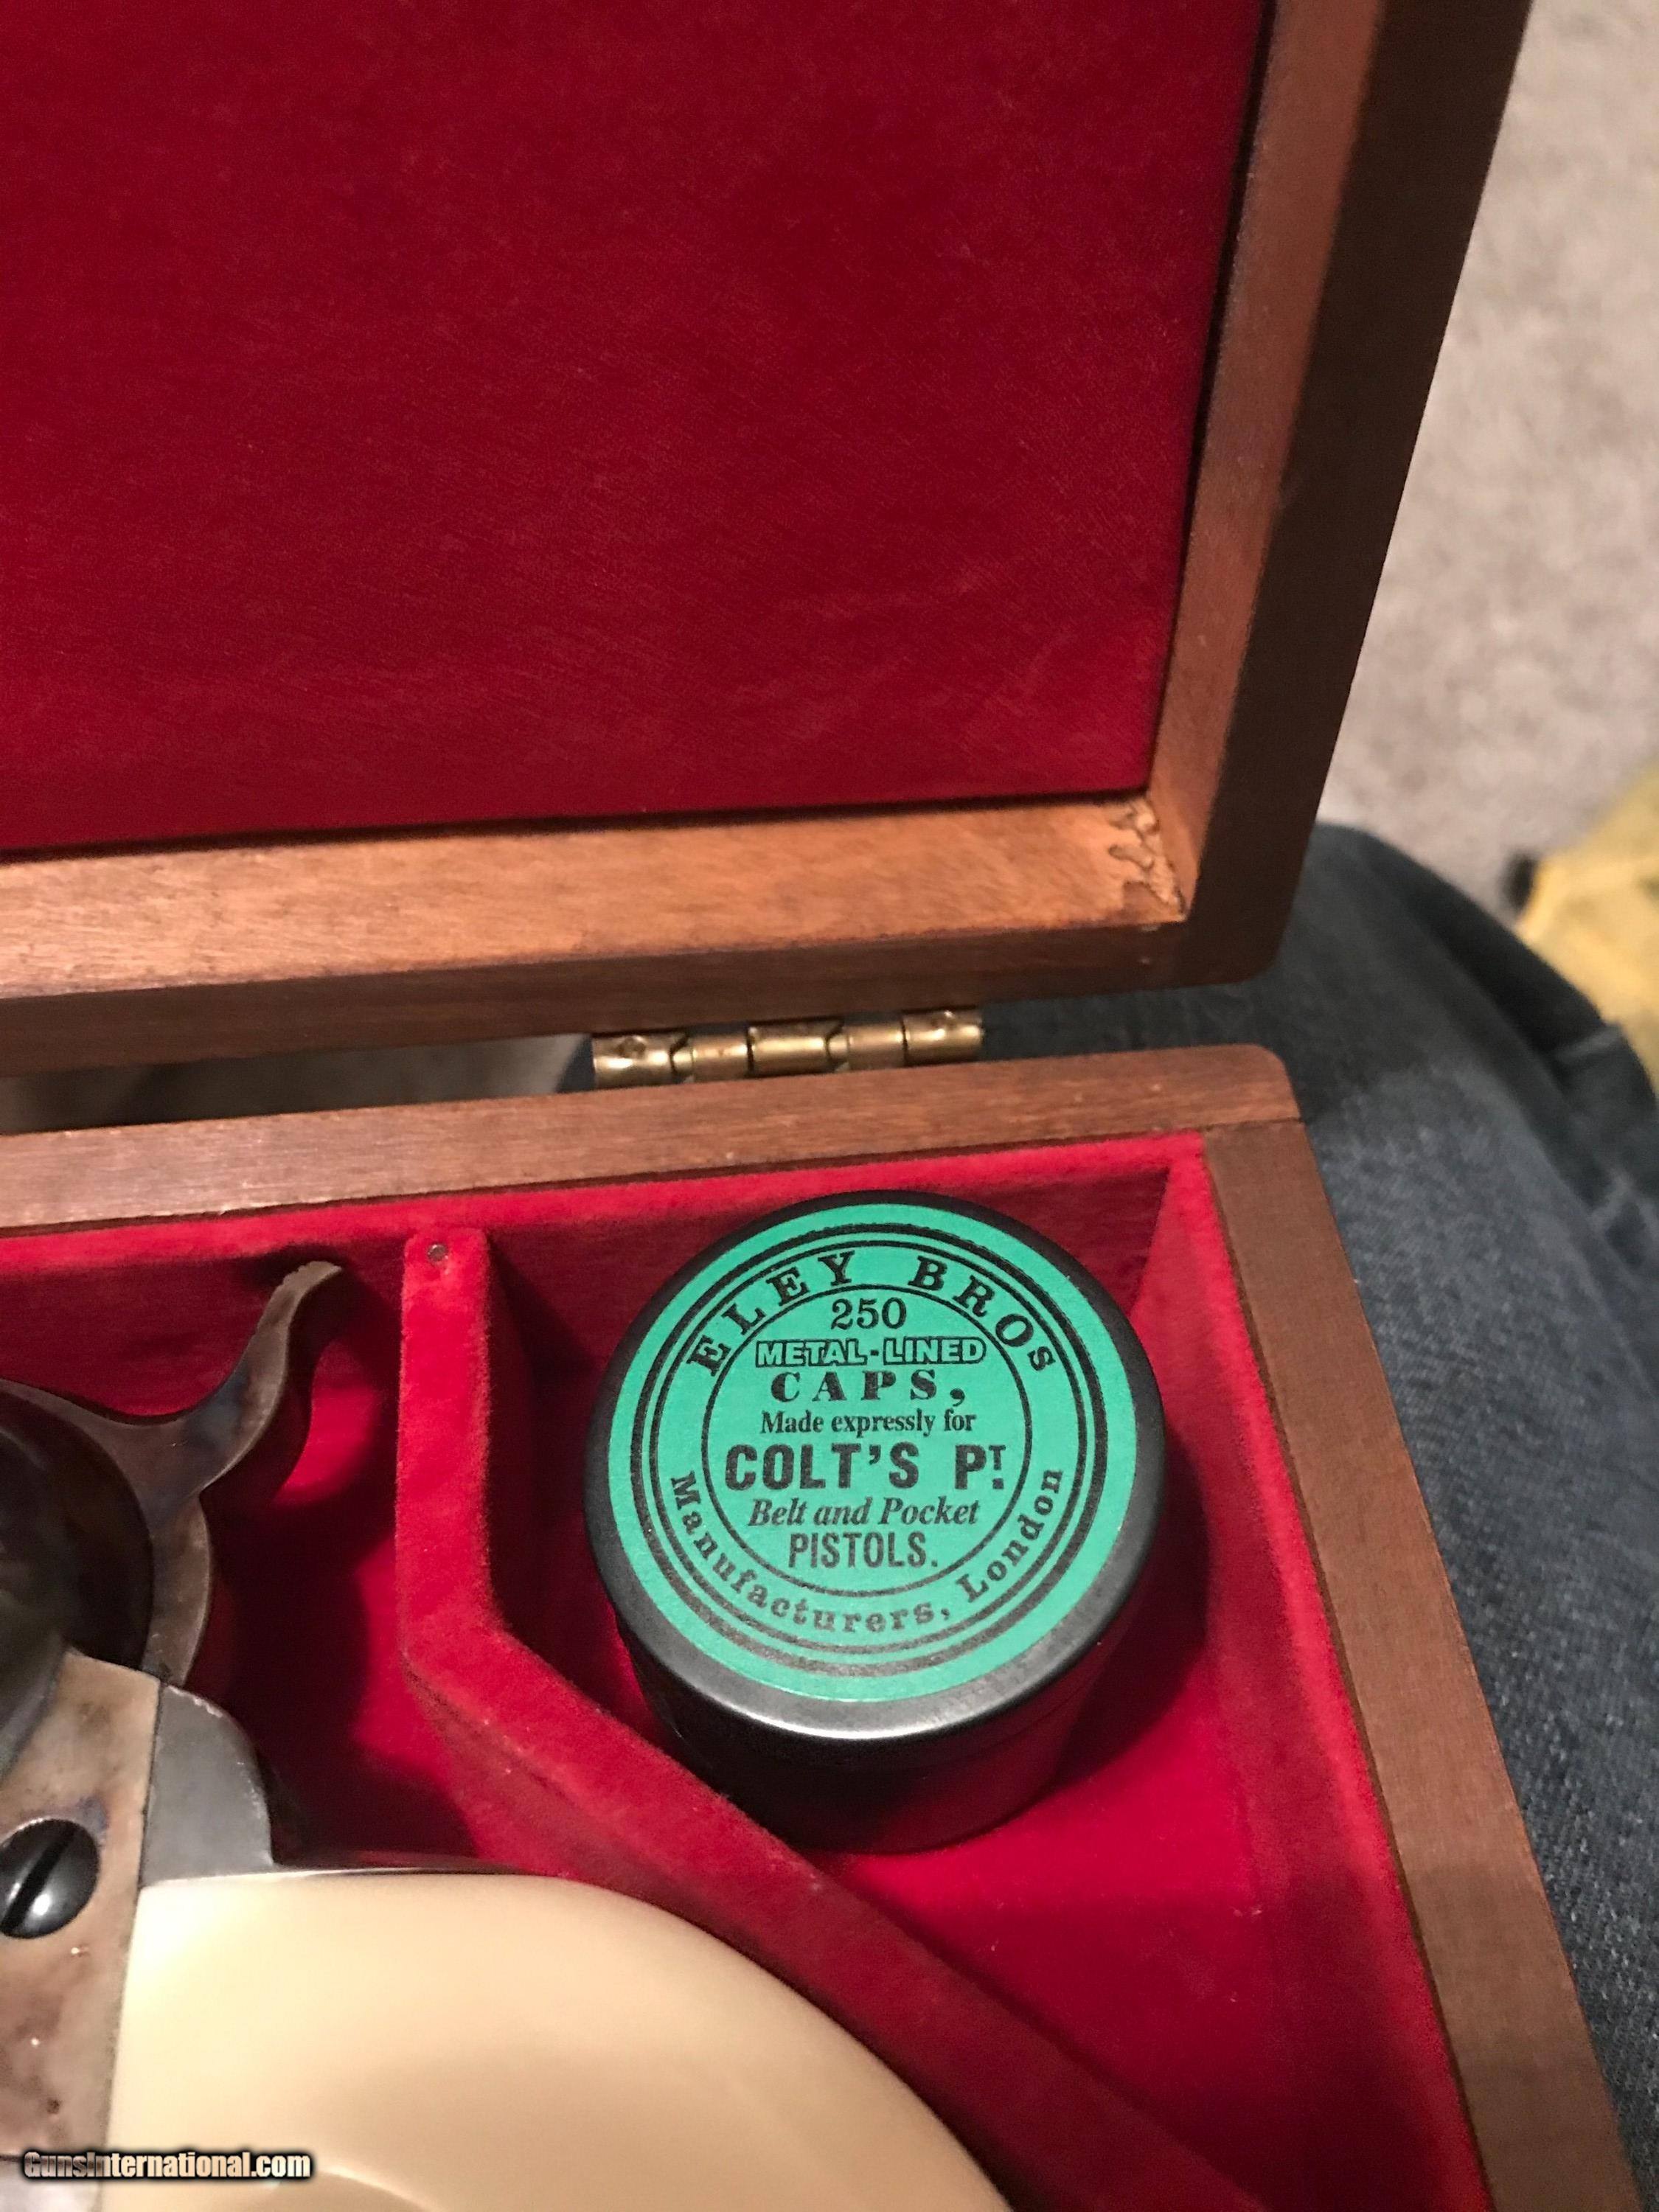 ELEY BROS
250
METAL-LINED
CAPS,
Made expressly for
COLT'S PT.
Belt and Pocket
PISTOLS.
Manufacturers, London
GunsInternational.com